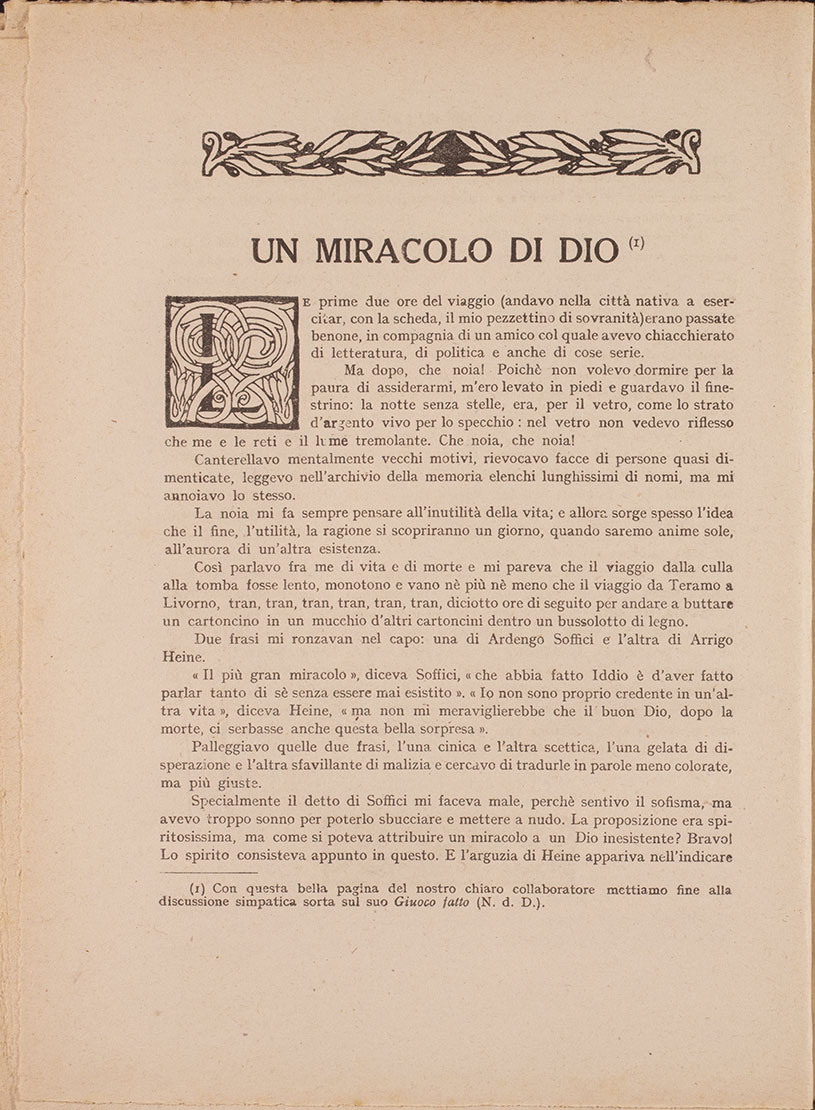 UN MIRACOLO DI DIO (1)
LE prime due ore del viaggio (andavo nella città nativa a eser-
citar, con la scheda, il mio pezzettino di sovranità)erano passate
benone, in compagnia di un amico col quale avevo chiacchierato
di letteratura, di politica e anche di cose serie.
Ma dopo, che noia! Poichè non volevo dormire per la
paura di assiderarmi, m'ero levato in piedi e guardavo il fine-
strino: la notte senza stelle, era, per il vetro, come lo strato
d'argento vivo per lo specchio : nel vetro non vedevo riflesso
che me e le reti e il lume tremolante. Che noia, che noia!
Canterellavo mentalmente vecchi motivi, rievocavo facce di persone quasi di-
menticate, leggevo nell'archivio della memoria elenchi lunghissimi di nomi, ma mi
annoiavo lo stesso.
La noia mi fa sempre pensare all'inutilità della vita; e allora sorge spesso l'idea
che il fine, l'utilità, la ragione si scopriranno un giorno, quando saremo anime sole,
all'aurora di un'altra esistenza.
Così parlavo fra me di vita e di morte e mi pareva che il viaggio dalla culla
alla tomba fosse lento, monotono e vano nè più nè meno che il viaggio da Teramo a
Livorno, tran, tran, tran, tran, tran, tran, diciotto ore di seguito per andare a buttare
un cartoncino in un mucchio d'altri cartoncini dentro un bussolotto di legno.
Due frasi mi ronzavan nel capo: una di Ardengo Soffici e l'altra di Arrigo
Heine.
« Il più gran miracolo », diceva Soffici, « che abbia fatto Iddio è d'aver fatto
parlar tanto di sè senza essere mai esistito ». « Io non sono proprio credente in un'al-
tra vita », diceva Heine, « ma non mi meraviglierebbe che il buon Dio, dopo la
morte, ci serbasse anche questa bella sorpresa ».
Palleggiavo quelle due frasi, l'una cinica e l'altra scettica, l'una gelata di di-
sperazione e l'altra sfavillante di malizia e cercavo di tradurle in parole meno colorate,
ma più giuste.
Specialmente il detto di Soffici mi faceva male, perchè sentivo il sofisma, ma
avevo troppo sonno per poterlo sbucciare e mettere a nudo. La proposizione era spi-
ritosissima, ma come si poteva attribuire un miracolo a un Dio inesistente? Bravo!
Lo spirito consisteva appunto in questo. E l'arguzia di Heine appariva nell'indicare
(1) Con questa bella pagina del nostro chiaro collaboratore mettiamo fine alla
discussione simpatica sorta sul suo Giuoco fatto (N. d. D.).